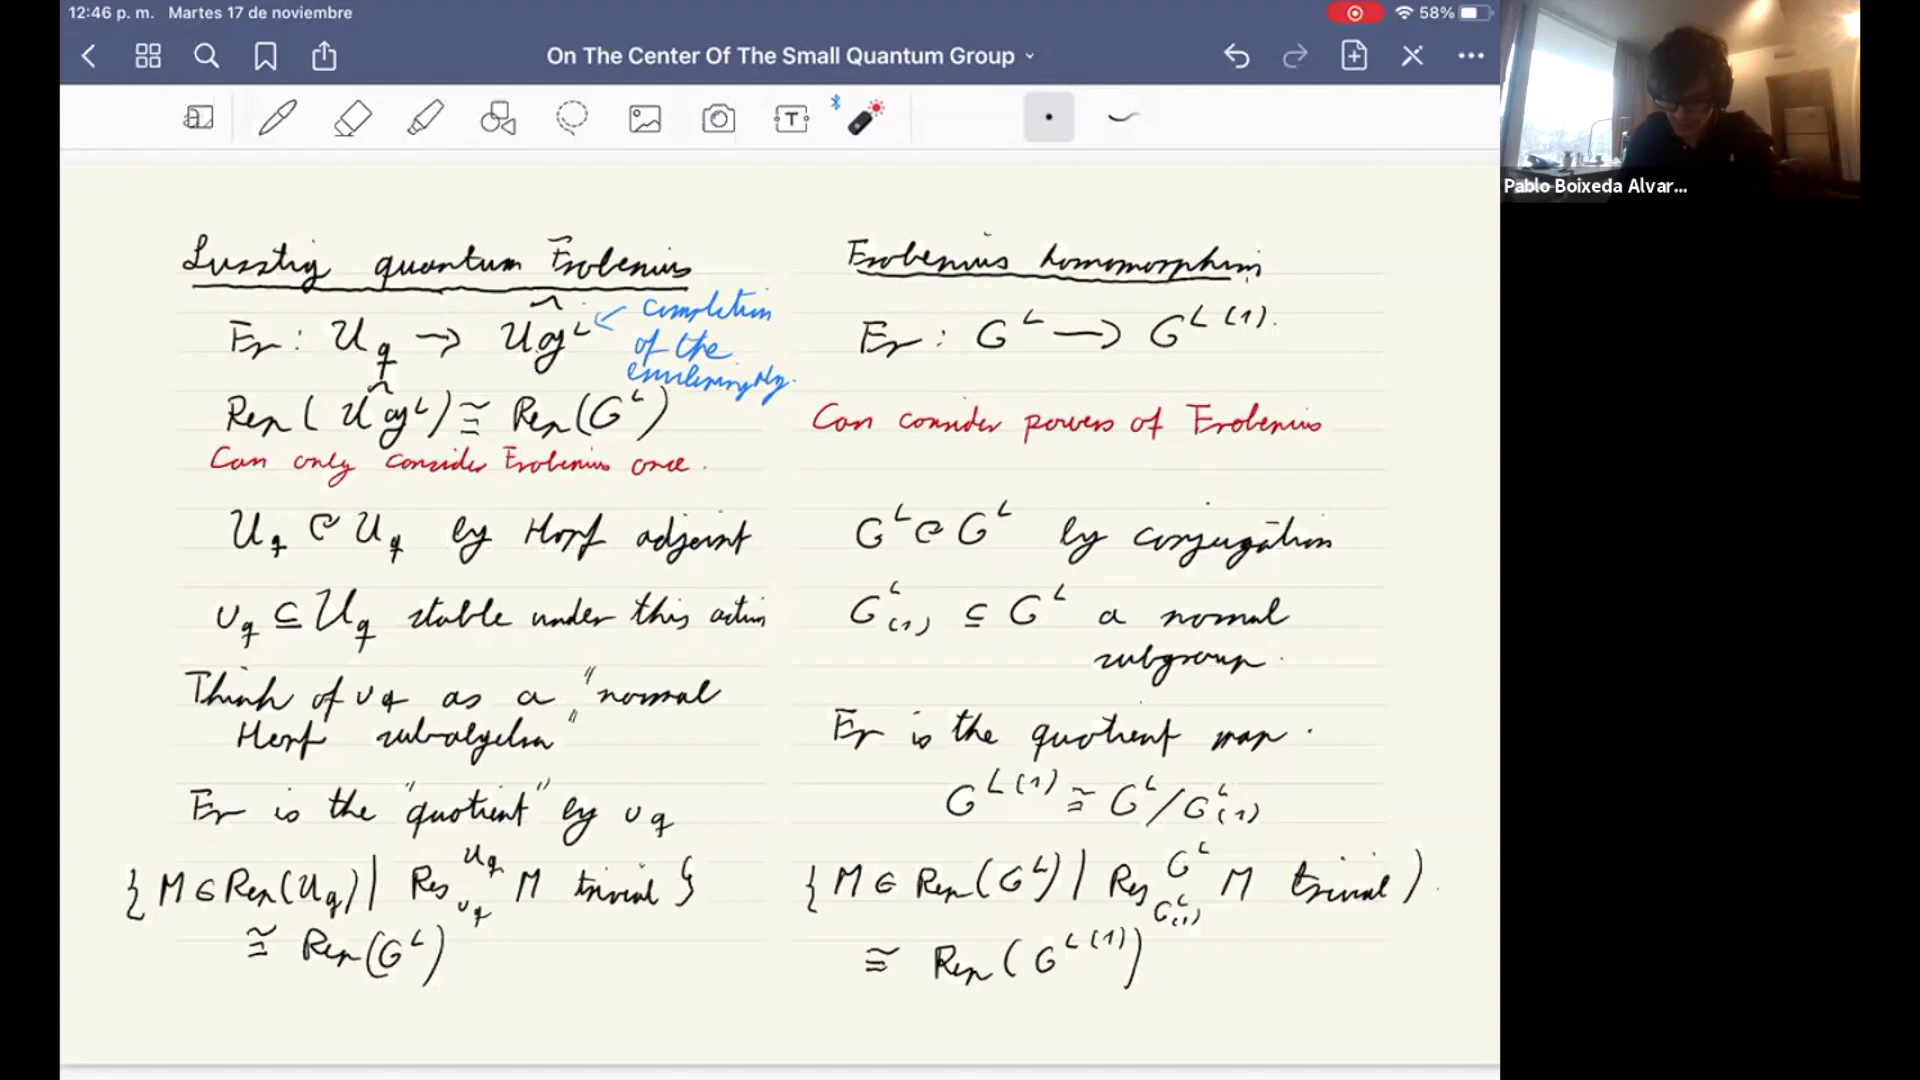 12:46 p. m. Martes 17 de noviembre
58%
On The Center Of The Small Quantum Group
Pablo Boixeda Alvar...
Lusztig quantum Frobenius
Fr : U_q → Û𝔤^L ← completion of the enveloping alg.
Rep(Û𝔤^L) ≅ Rep(G^L)
Can only consider Frobenius once.
U_q ↻ U_q by Hopf adjoint
u_q ⊆ U_q stable under this action
Think of u_q as a "normal
Hopf subalgebra"
Fr is the "quotient" by u_q
{M ∈ Rep(U_q) | Res^{U_q}_{u_q} M trivial}
≅ Rep(G^L)
Frobenius homomorphism
Fr : G^L → G^{L(1)}.
Can consider powers of Frobenius
G^L ↻ G^L by conjugation
G^L_{(1)} ⊆ G^L a normal
subgroup.
Fr is the quotient map.
G^{L(1)} ≅ G^L/G^L_{(1)}
{M ∈ Rep(G^L) | Res^{G^L}_{G^L_{(1)}} M trivial}.
≅ Rep(G^{L(1)})